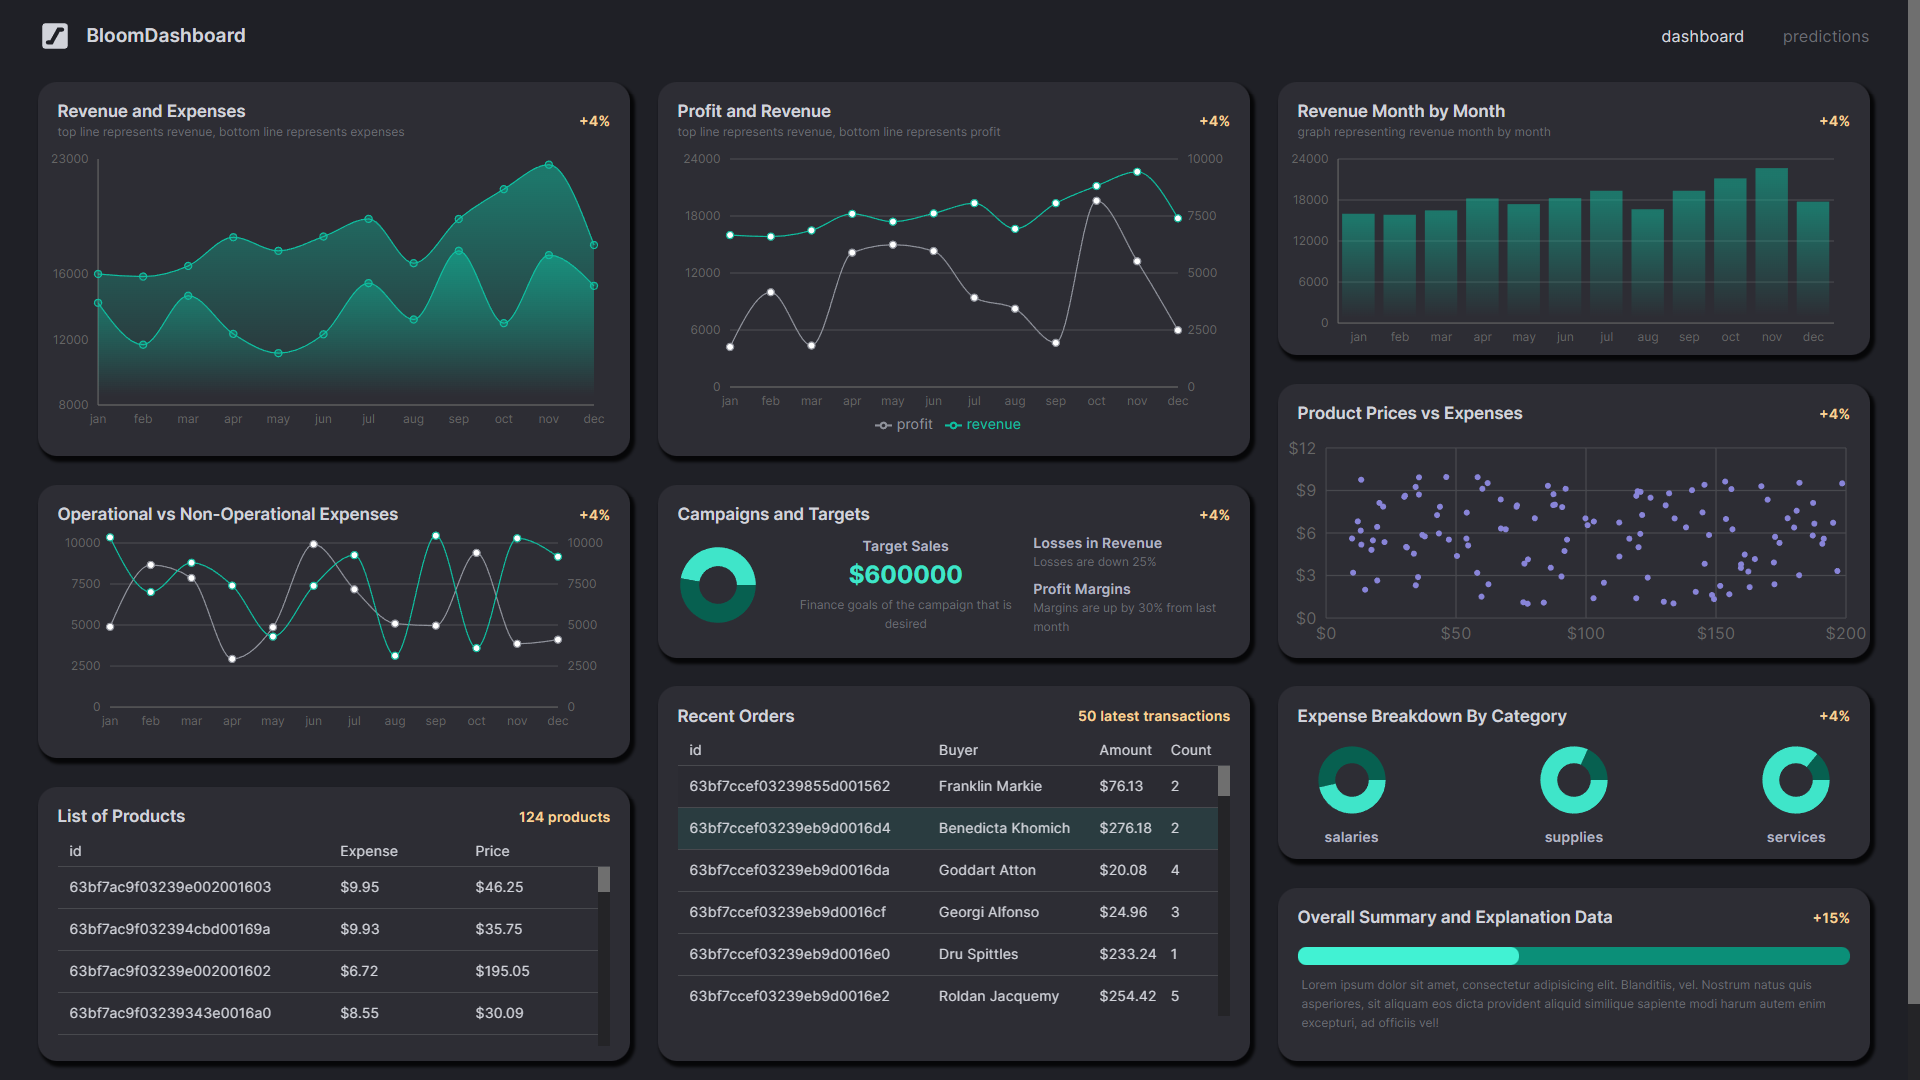 BloomDashboard
dashboard
predictions
Revenue and Expenses
top line represents revenue, bottom line represents expenses
+4%
23000
16000
12000
8000
jan feb mar apr may jun jul aug sep oct nov dec
Profit and Revenue
top line represents revenue, bottom line represents profit
+4%
24000 10000
18000 7500
12000 5000
6000 2500
0 0
jan feb mar apr may jun jul aug sep oct nov dec
profit revenue
Revenue Month by Month
graph representing revenue month by month
+4%
24000
18000
12000
6000
0
jan feb mar apr may jun jul aug sep oct nov dec
Operational vs Non-Operational Expenses
+4%
10000 10000
7500 7500
5000 5000
2500 2500
0 0
jan feb mar apr may jun jul aug sep oct nov dec
Campaigns and Targets
+4%
Target Sales
$600000
Finance goals of the campaign that is
desired
Losses in Revenue
Losses are down 25%
Profit Margins
Margins are up by 30% from last
month
Product Prices vs Expenses
+4%
$12
$9
$6
$3
$0
$0 $50 $100 $150 $200
List of Products
124 products
id Expense Price
63bf7ac9f03239e002001603 $9.95 $46.25
63bf7ac9f032394cbd00169a $9.93 $35.75
63bf7ac9f03239e002001602 $6.72 $195.05
63bf7ac9f03239343e0016a0 $8.55 $30.09
Recent Orders
50 latest transactions
id Buyer Amount Count
63bf7ccef03239855d001562 Franklin Markie $76.13 2
63bf7ccef03239eb9d0016d4 Benedicta Khomich $276.18 2
63bf7ccef03239eb9d0016da Goddart Atton $20.08 4
63bf7ccef03239eb9d0016cf Georgi Alfonso $24.96 3
63bf7ccef03239eb9d0016e0 Dru Spittles $233.24 1
63bf7ccef03239eb9d0016e2 Roldan Jacquemy $254.42 5
Expense Breakdown By Category
+4%
salaries supplies services
Overall Summary and Explanation Data
+15%
Lorem ipsum dolor sit amet, consectetur adipisicing elit. Blanditiis, vel. Nostrum natus quis
asperiores, sit aliquam eos dicta provident aliquid similique sapiente modi harum autem enim
excepturi, ad officiis vel!